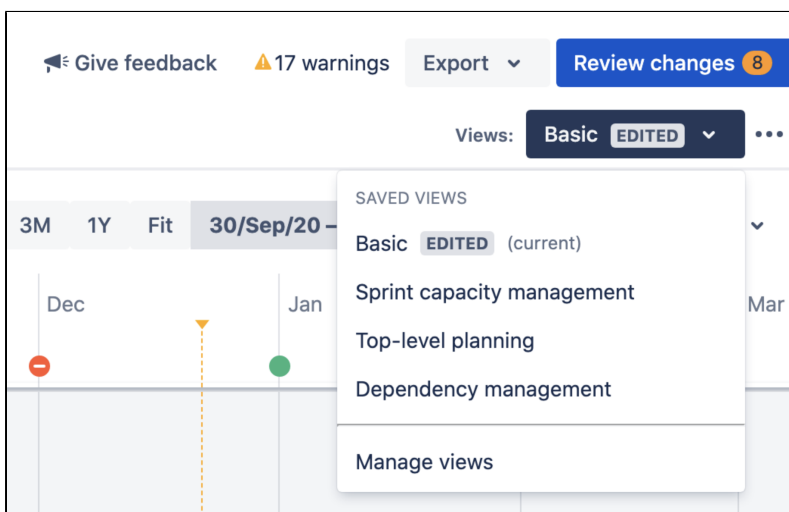 Give feedback 17 warnings Export Review changes 8
Views: Basic EDITED
3M 1Y Fit 30/Sep/20 –
SAVED VIEWS
Basic EDITED (current)
Sprint capacity management
Top-level planning
Dependency management
Manage views
Dec Jan Mar